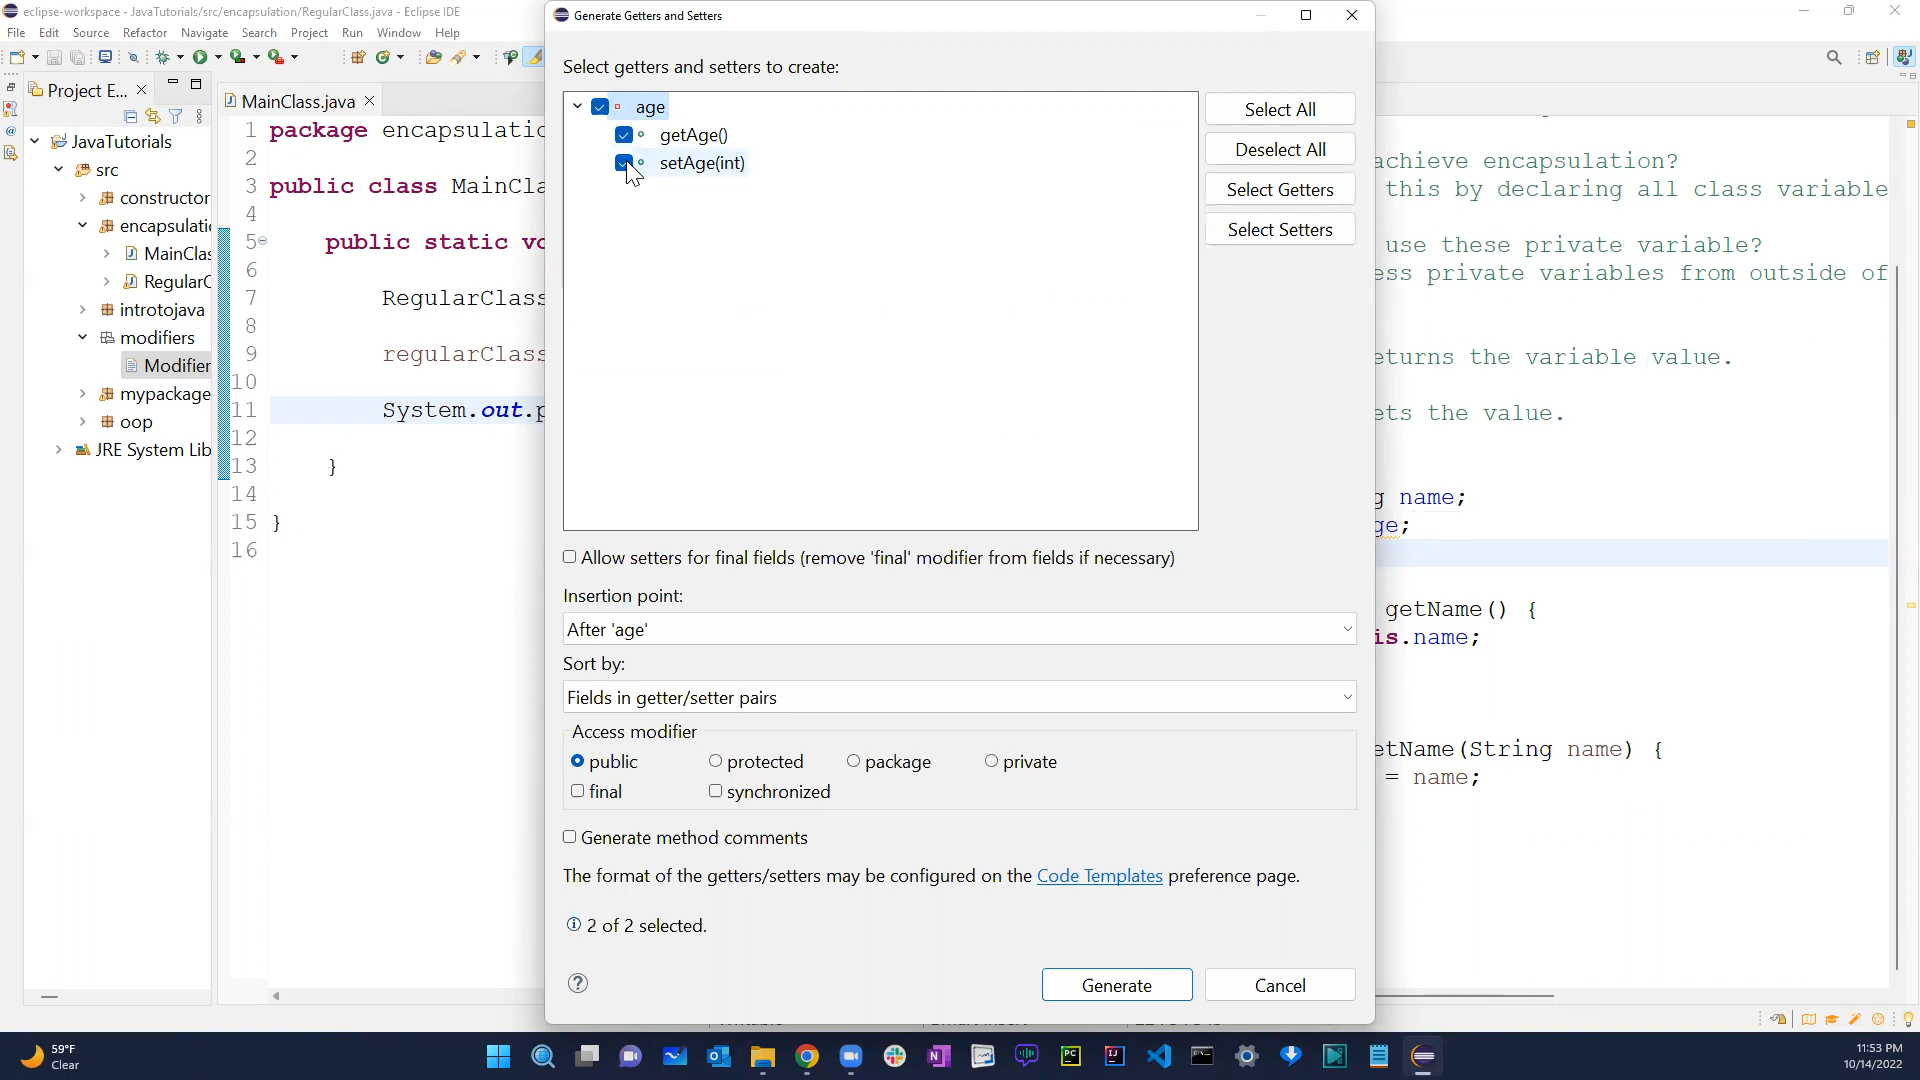 eclipse-workspace - JavaTutorials/src/encapsulation/RegularClass.java - Eclipse IDE
File Edit Source Refactor Navigate Search Project Run Window Help
Project E...
JavaTutorials
src
constructor
encapsulatio
MainClas
RegularC
introtojava
modifiers
Modifier
mypackage
oop
JRE System Lib
MainClass.java
1 package encapsulatio
2
3 public class MainCla
4
5 public static vo
6
7 RegularClass
8
9 regularClass
10
11 System.out.p
12
13 }
14
15 }
16
Generate Getters and Setters
Select getters and setters to create:
age
getAge()
setAge(int)
Select All
Deselect All
Select Getters
Select Setters
Allow setters for final fields (remove 'final' modifier from fields if necessary)
Insertion point:
After 'age'
Sort by:
Fields in getter/setter pairs
Access modifier
public protected package private
final synchronized
Generate method comments
The format of the getters/setters may be configured on the Code Templates preference page.
2 of 2 selected.
Generate
Cancel
achieve encapsulation?
this by declaring all class variable
use these private variable?
ess private variables from outside of
eturns the variable value.
ets the value.
g name;
ge;
getName() {
is.name;
etName(String name) {
= name;
59°F
Clear
11:53 PM
10/14/2022